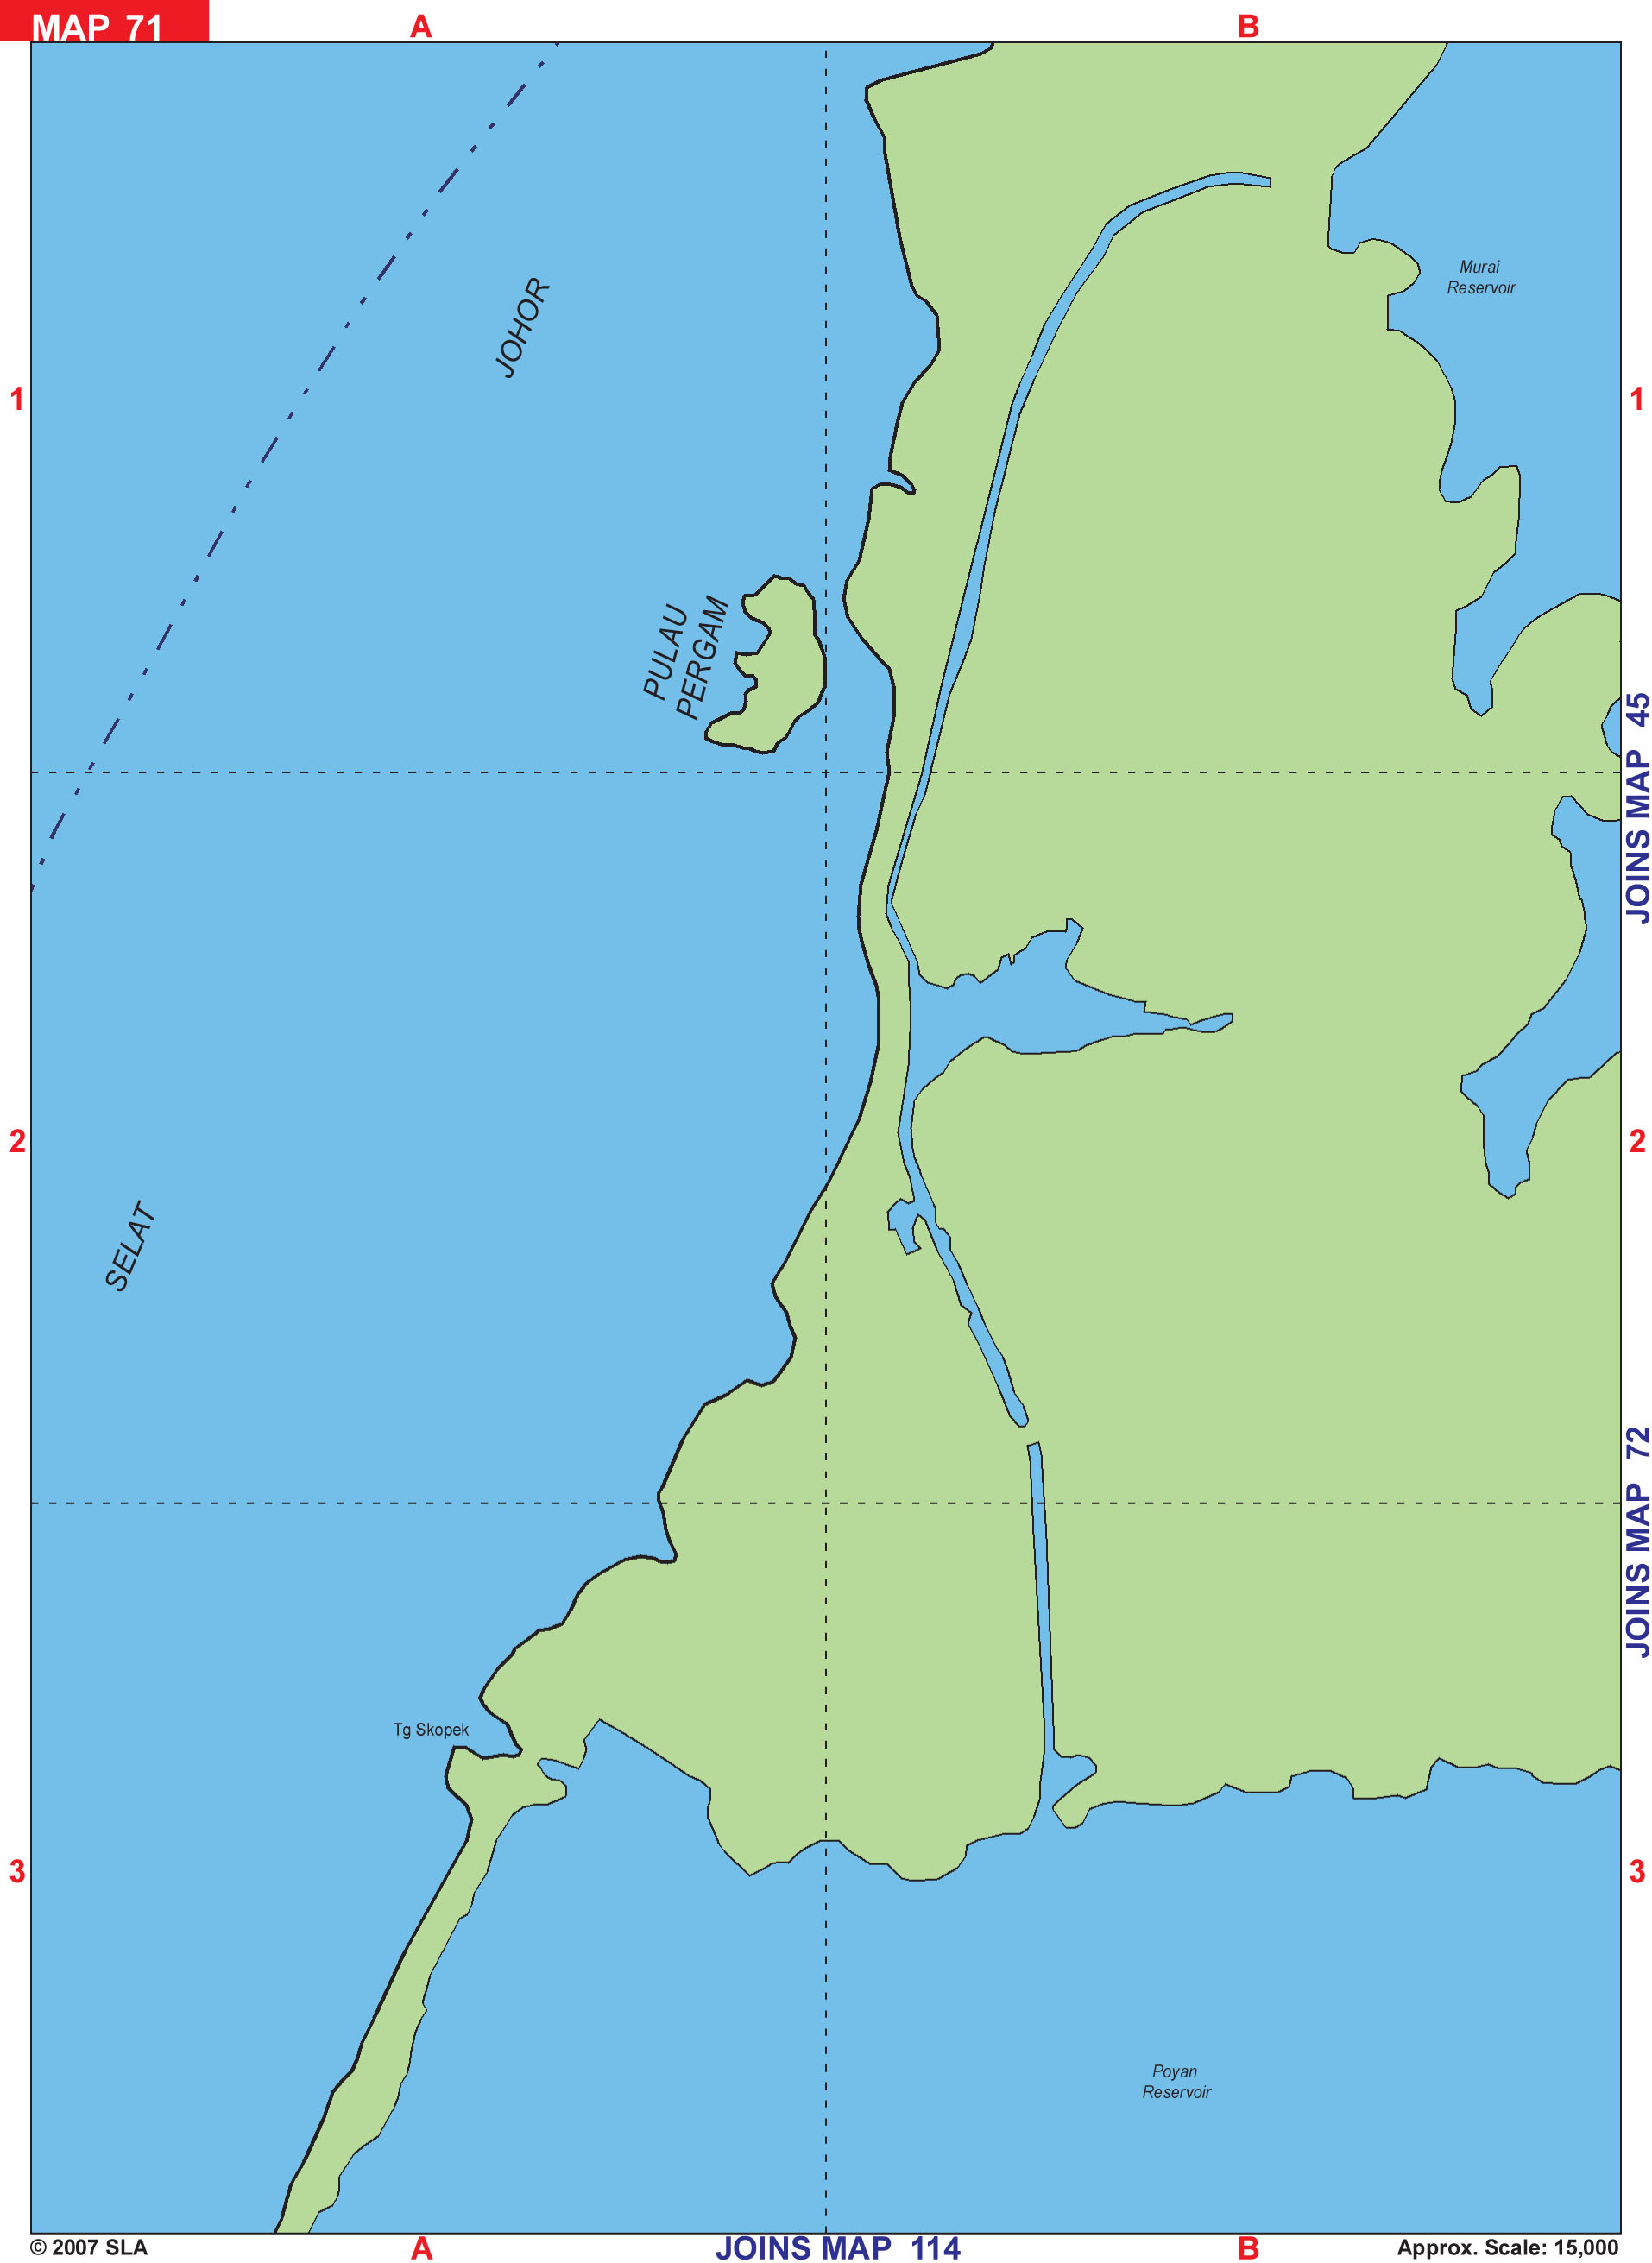 MAP 71
A
B
JOHOR
Murai
Reservoir
1
1
PULAU
PERGAM
JOINS MAP 45
2
2
SELAT
JOINS MAP 72
Tg Skopek
3
3
Poyan
Reservoir
© 2007 SLA
A
JOINS MAP 114
B
Approx. Scale: 15,000